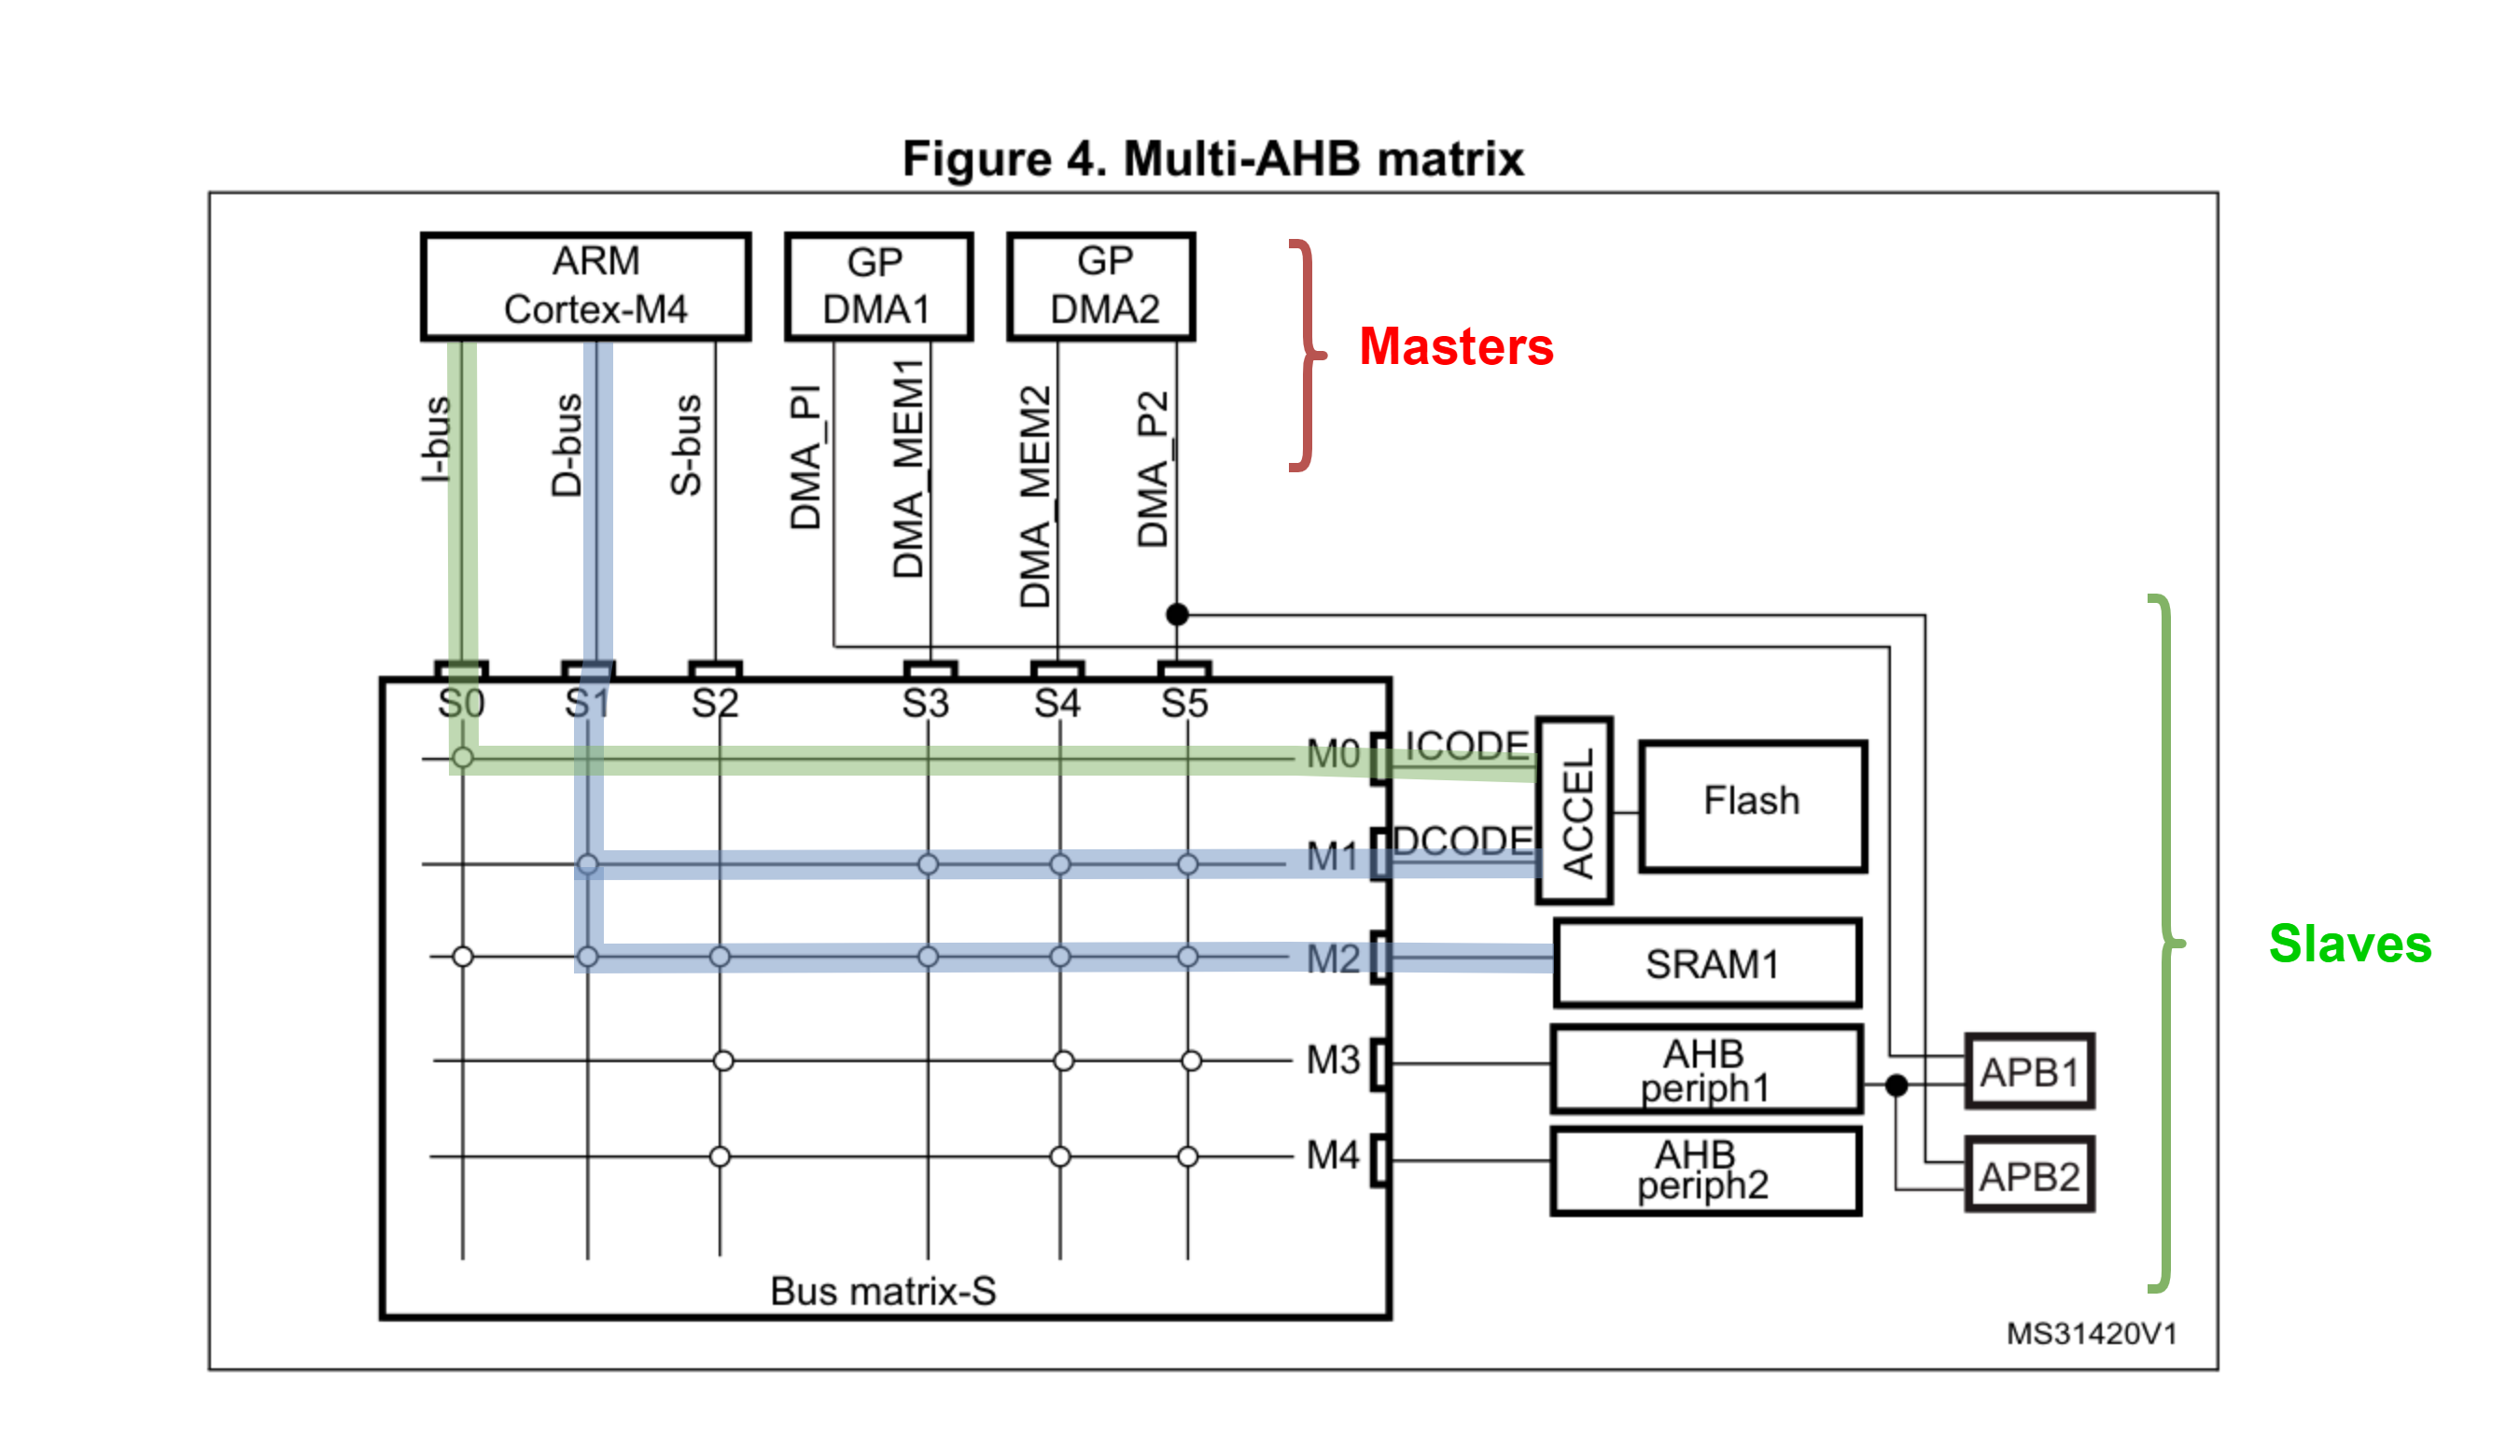 Figure 4. Multi-AHB matrix
ARM
Cortex-M4
GP
DMA1
GP
DMA2
Masters
I-bus
D-bus
S-bus
DMA_PI
DMA_MEM1
DMA_MEM2
DMA_P2
S0
S1
S2
S3
S4
S5
M0
ICODE
M1
DCODE
ACCEL
Flash
M2
SRAM1
Slaves
M3
AHB
periph1
APB1
M4
AHB
periph2
APB2
Bus matrix-S
MS31420V1